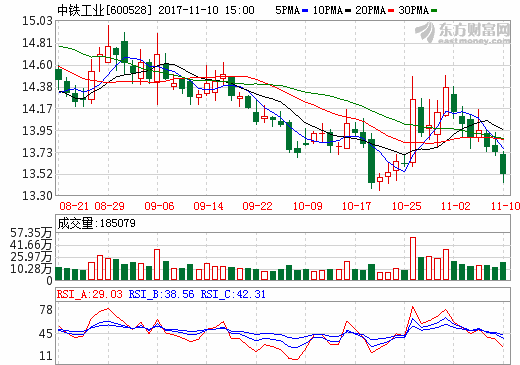 中铁工业[600528] 2017-11-10 15:00 5PMA 10PMA 20PMA 30PMA
东方财富网
eastmoney.com
15.03
14.81
14.60
14.38
14.17
13.95
13.73
13.52
13.30
08-21 08-29 09-06 09-14 09-22 10-09 10-17 10-25 11-02 11-10
成交量:185079
57.35万
41.66万
25.97万
10.28万
0
RSI_A:29.03 RSI_B:38.56 RSI_C:42.31
78
45
11